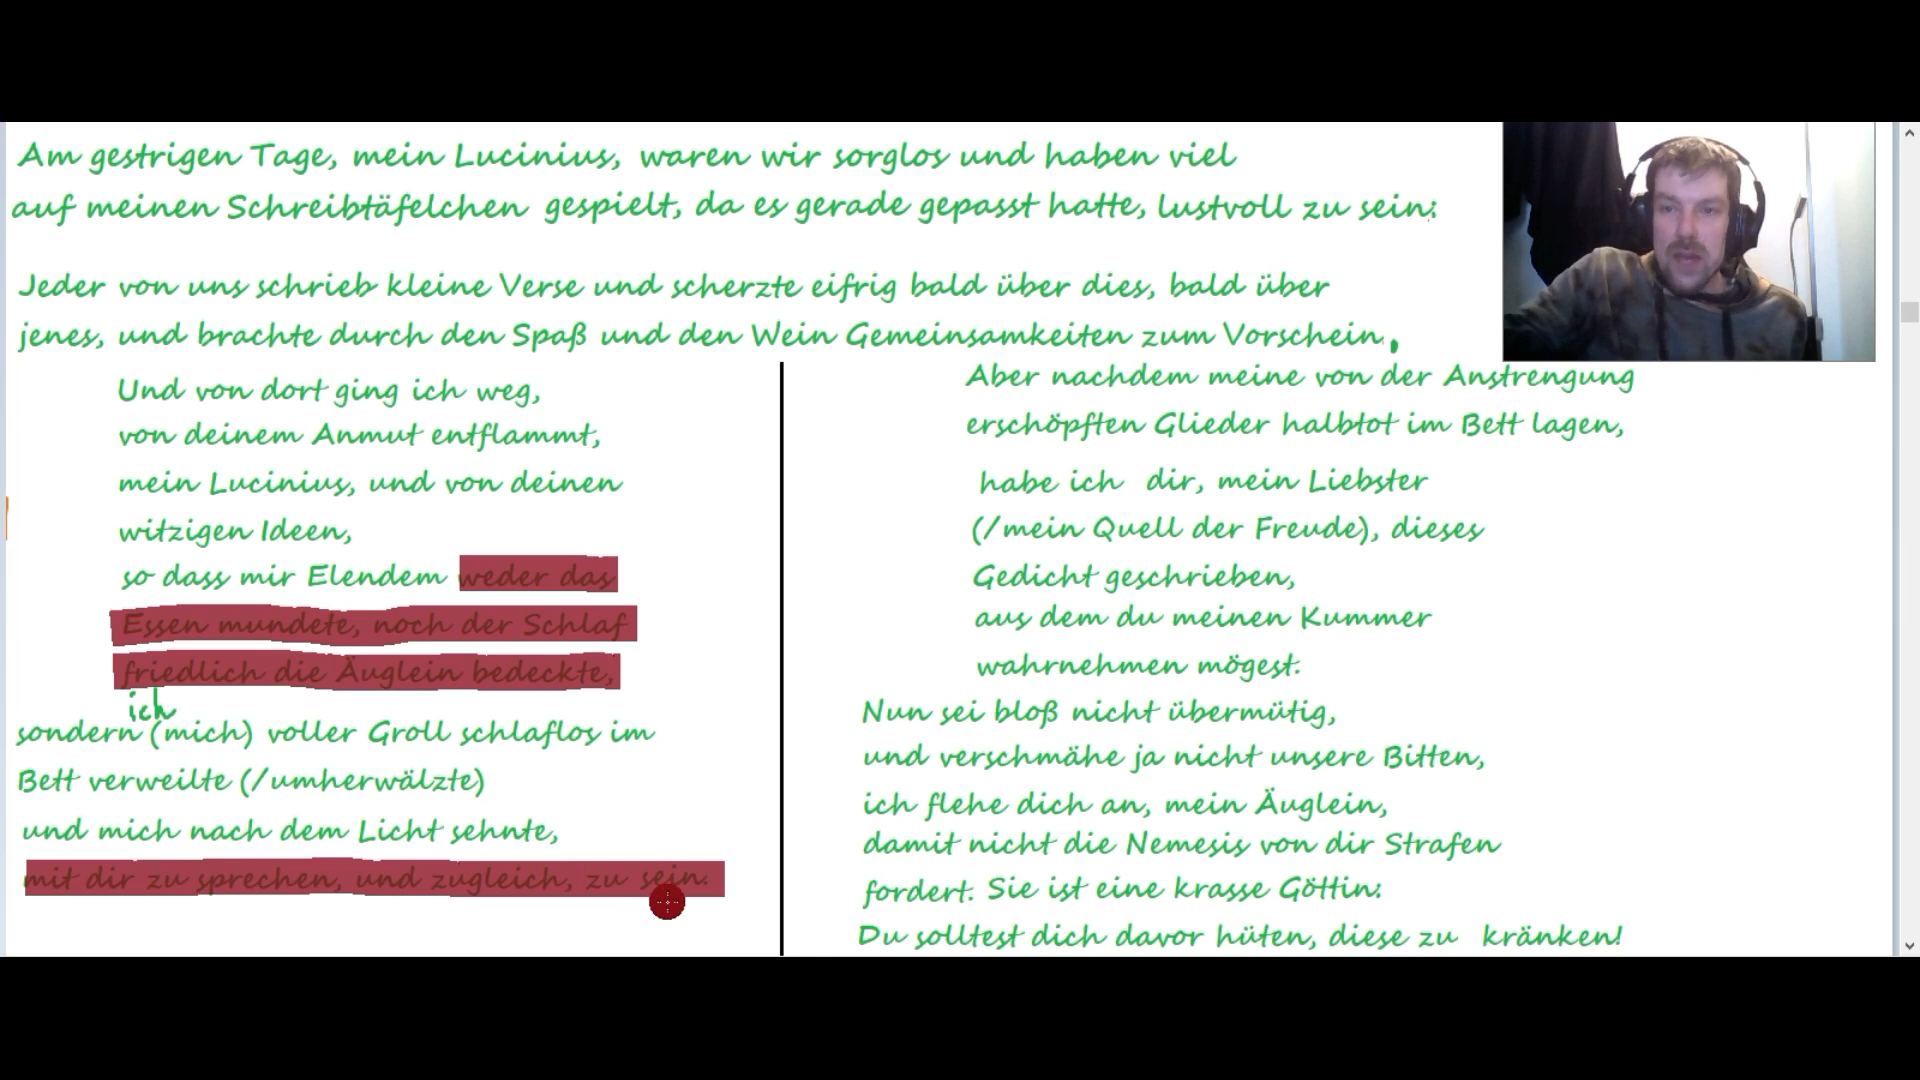 Am gestrigen Tage, mein Lucinius, waren wir sorglos und haben viel
auf meinen Schreibtäfelchen gespielt, da es gerade gepasst hatte, lustvoll zu sein:
Jeder von uns schrieb kleine Verse und scherzte eifrig bald über dies, bald über
jenes, und brachte durch den Spaß und den Wein Gemeinsamkeiten zum Vorschein.
Und von dort ging ich weg,
von deinem Anmut entflammt,
mein Lucinius, und von deinen
witzigen Ideen,
so dass mir Elendem weder das
Essen mundete, noch der Schlaf
friedlich die Äuglein bedeckte,
ich
sondern (mich) voller Groll schlaflos im
Bett verweilte (/umherwälzte)
und mich nach dem Licht sehnte,
mit dir zu sprechen, und zugleich, zu sein.
Aber nachdem meine von der Anstrengung
erschöpften Glieder halbtot im Bett lagen,
habe ich dir, mein Liebster
(/mein Quell der Freude), dieses
Gedicht geschrieben,
aus dem du meinen Kummer
wahrnehmen mögest.
Nun sei bloß nicht übermütig,
und verschmähe ja nicht unsere Bitten,
ich flehe dich an, mein Äuglein,
damit nicht die Nemesis von dir Strafen
fordert. Sie ist eine krasse Göttin:
Du solltest dich davor hüten, diese zu kränken!